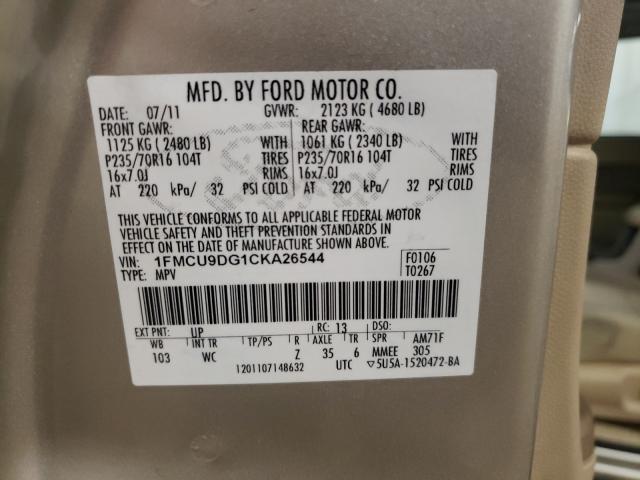 MFD. BY FORD MOTOR CO.
DATE: 07/11 GVWR: 2123 KG ( 4680 LB)
FRONT GAWR: REAR GAWR:
1125 KG ( 2480 LB) WITH 1061 KG ( 2340 LB) WITH
P235/70R16 104T TIRES P235/70R16 104T TIRES
16x7.0J RIMS 16x7.0J RIMS
AT 220 kPa/ 32 PSI COLD AT 220 kPa/ 32 PSI COLD
THIS VEHICLE CONFORMS TO ALL APPLICABLE FEDERAL MOTOR
VEHICLE SAFETY AND THEFT PREVENTION STANDARDS IN
EFFECT ON THE DATE OF MANUFACTURE SHOWN ABOVE.
VIN: 1FMCU9DG1CKA26544 F0106
TYPE: MPV T0267
EXT PNT: UP RC: 13 DSO:
WB INT TR TP/PS R AXLE TR SPR AM71F
103 WC Z 35 6 MMEE 305
1201107148632 UTC ▽5U5A-1520472-BA